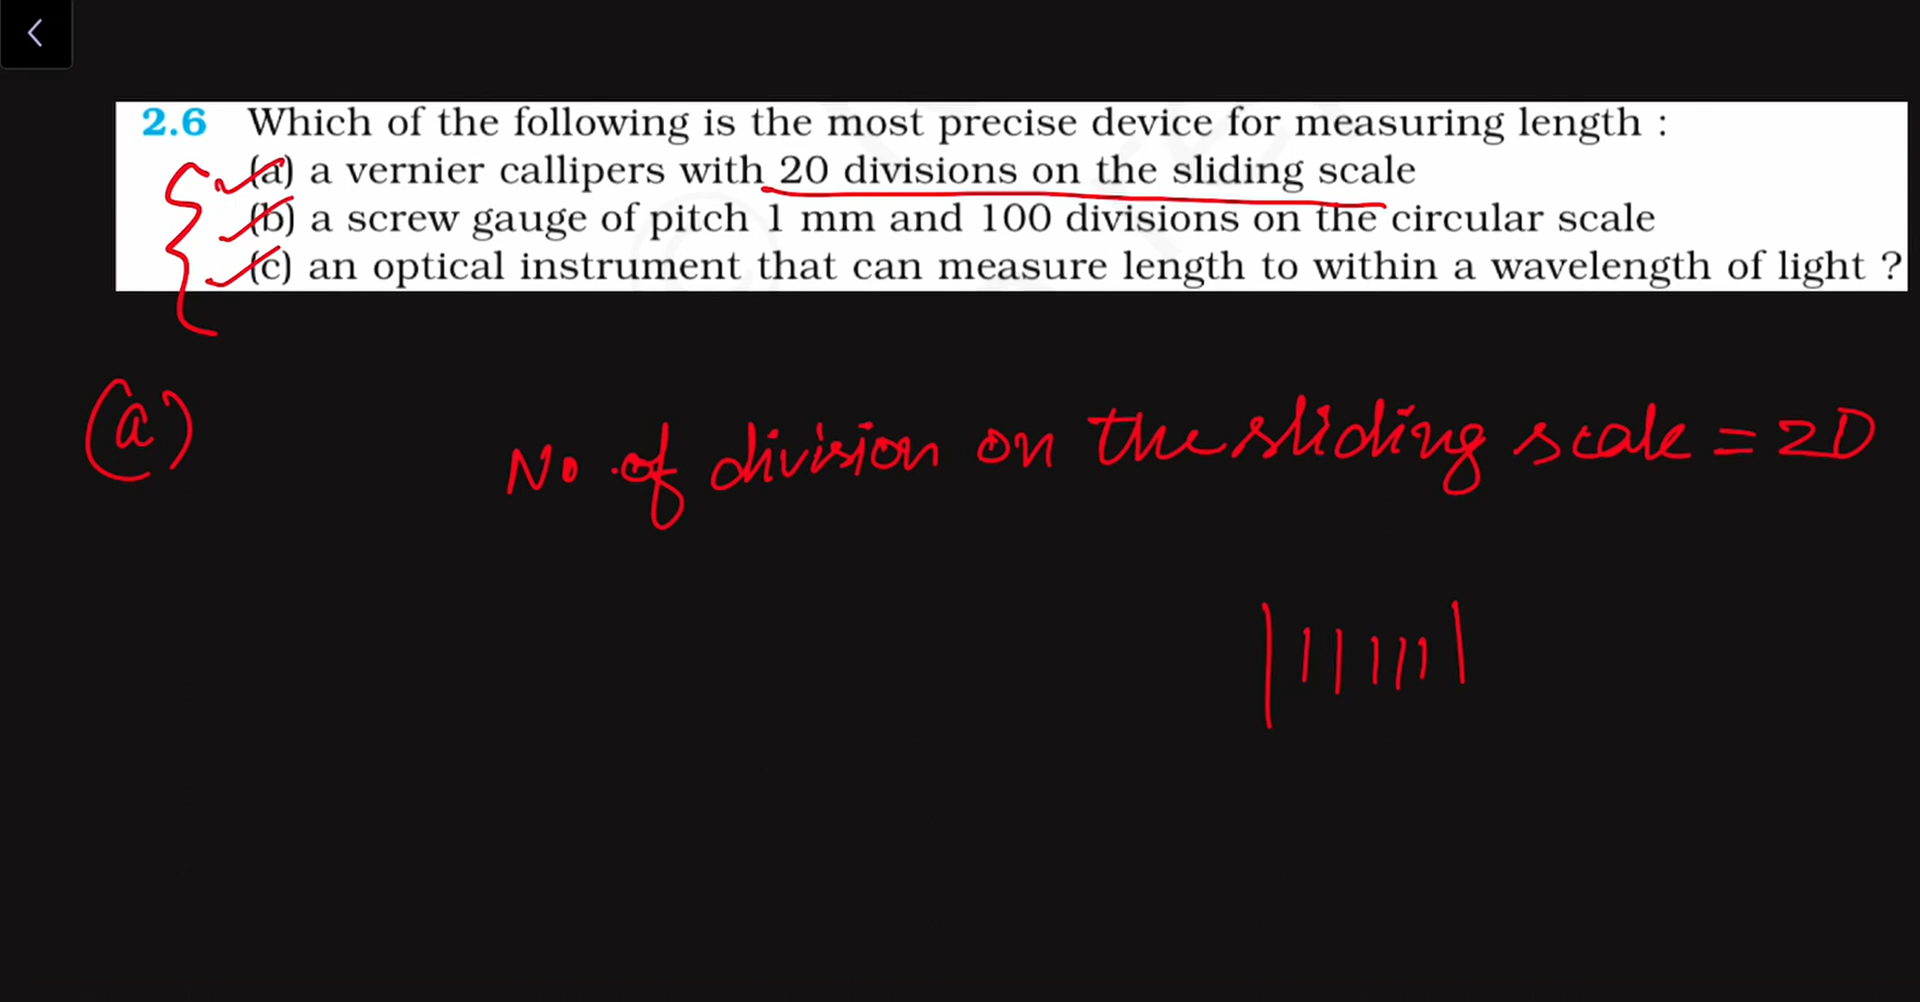 2.6 Which of the following is the most precise device for measuring length :
(a) a vernier callipers with 20 divisions on the sliding scale
(b) a screw gauge of pitch 1 mm and 100 divisions on the circular scale
(c) an optical instrument that can measure length to within a wavelength of light ?
(a) No. of division on the sliding scale = 20